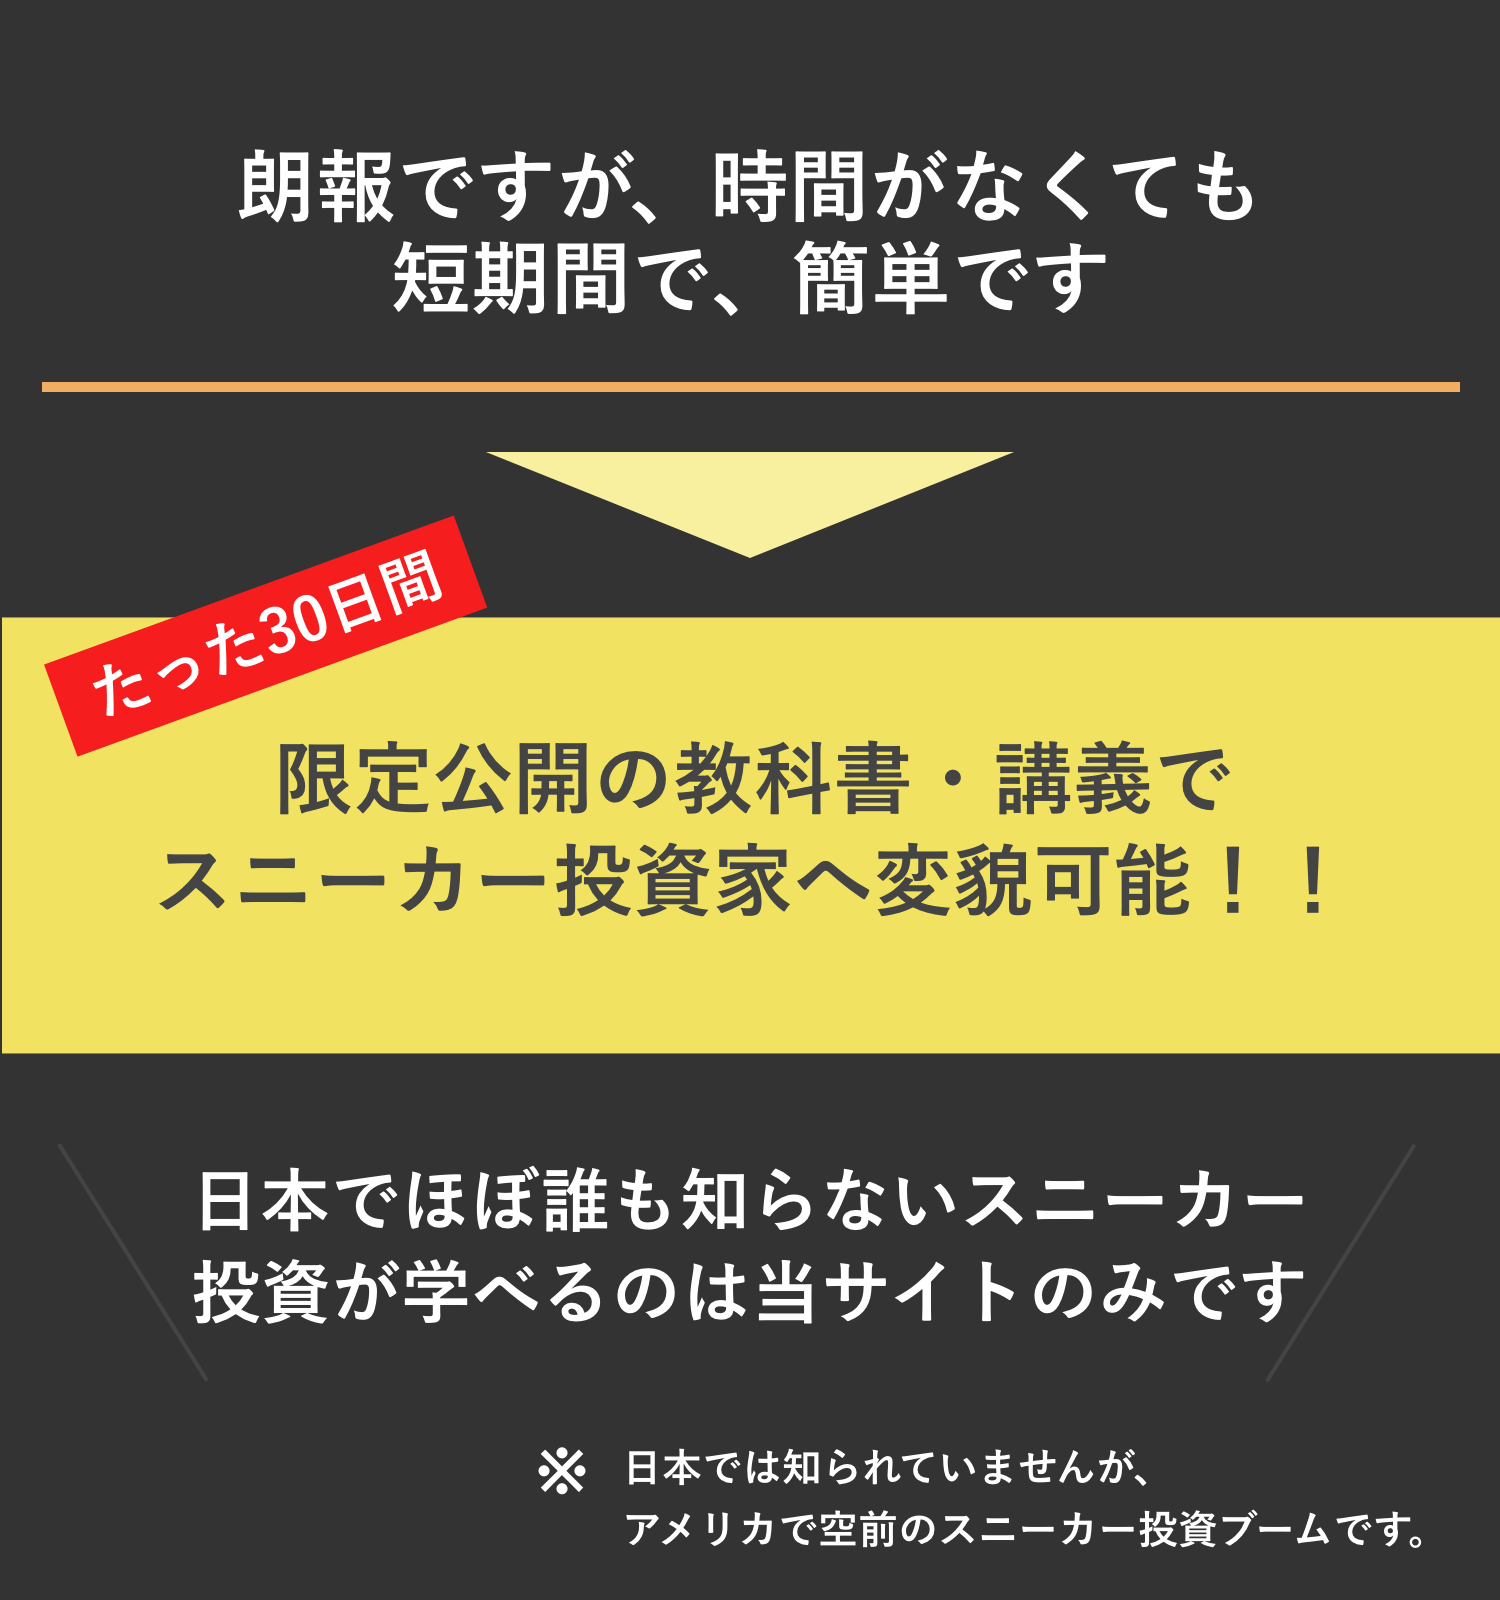 朗報ですが、時間がなくても
短期間で、簡単です
たった30日間
限定公開の教科書・講義で
スニーカー投資家へ変貌可能！！
日本でほぼ誰も知らないスニーカー
投資が学べるのは当サイトのみです
※ 日本では知られていませんが、
アメリカで空前のスニーカー投資ブームです。